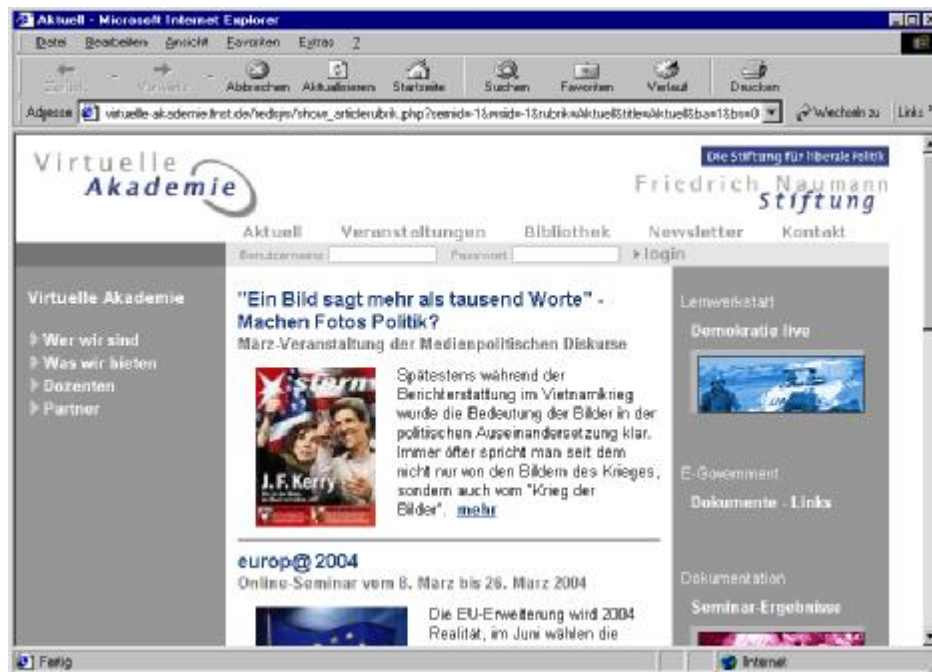 Aktuell - Microsoft Internet Explorer
Datei Bearbeiten Ansicht Favoriten Extras ?
Zurück Vorwärts Abbrechen Aktualisieren Startseite Suchen Favoriten Verlauf Drucken
Adresse Wechseln zu Links
Virtuelle
Akademie
Die Stiftung für liberale Politik
Friedrich Naumann
Stiftung
Aktuell Veranstaltungen Bibliothek Newsletter Kontakt
Benutzername Passwort login
Virtuelle Akademie
Wer wir sind
Was wir bieten
Dozenten
Partner
"Ein Bild sagt mehr als tausend Worte" -
Machen Fotos Politik?
März-Veranstaltung der Medienpolitischen Diskurse
stern
J.F. Kerry
Spätestens während der
Berichterstattung im Vietnamkrieg
wurde die Bedeutung der Bilder in der
politischen Auseinandersetzung klar.
Immer öfter spricht man seit dem
nicht nur von den Bildern des Krieges,
sondern auch vom "Krieg der
Bilder". mehr
europ@ 2004
Online-Seminar vom 8. März bis 26. März 2004
Die EU-Erweiterung wird 2004
Realität, im Juni wählen die
Lernwerkstatt
Demokratie live
E-Government
Dokumente - Links
Dokumentation
Seminar-Ergebnisse
Fertig Internet